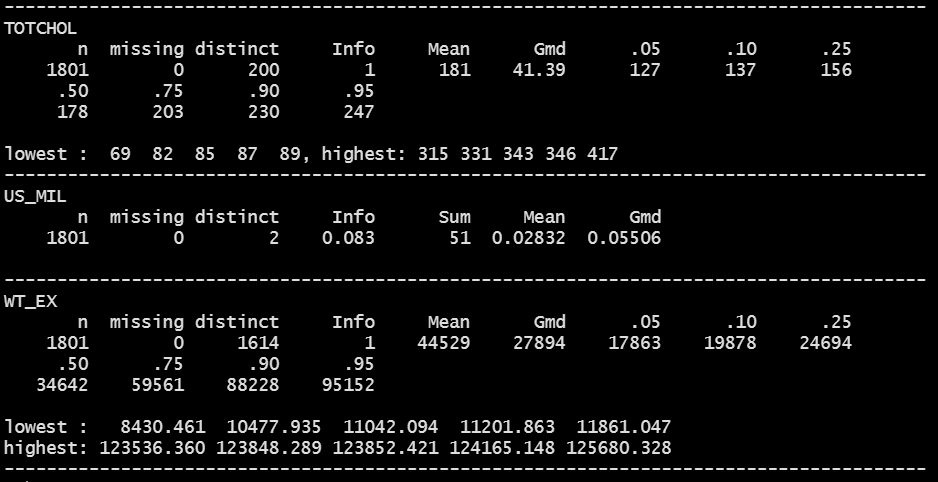 --------------------------------------------------------------------------------
TOTCHOL
       n  missing distinct     Info     Mean      Gmd      .05      .10      .25
    1801        0      200        1      181    41.39      127      137      156
     .50      .75      .90      .95
     178      203      230      247

lowest :  69  82  85  87  89, highest: 315 331 343 346 417
--------------------------------------------------------------------------------
US_MIL
       n  missing distinct     Info      Sum     Mean      Gmd
    1801        0        2    0.083       51  0.02832  0.05506

--------------------------------------------------------------------------------
WT_EX
       n  missing distinct     Info     Mean      Gmd      .05      .10      .25
    1801        0     1614        1    44529    27894    17863    19878    24694
     .50      .75      .90      .95
   34642    59561    88228    95152

lowest :   8430.461  10477.935  11042.094  11201.863  11861.047
highest: 123536.360 123848.289 123852.421 124165.148 125680.328
--------------------------------------------------------------------------------